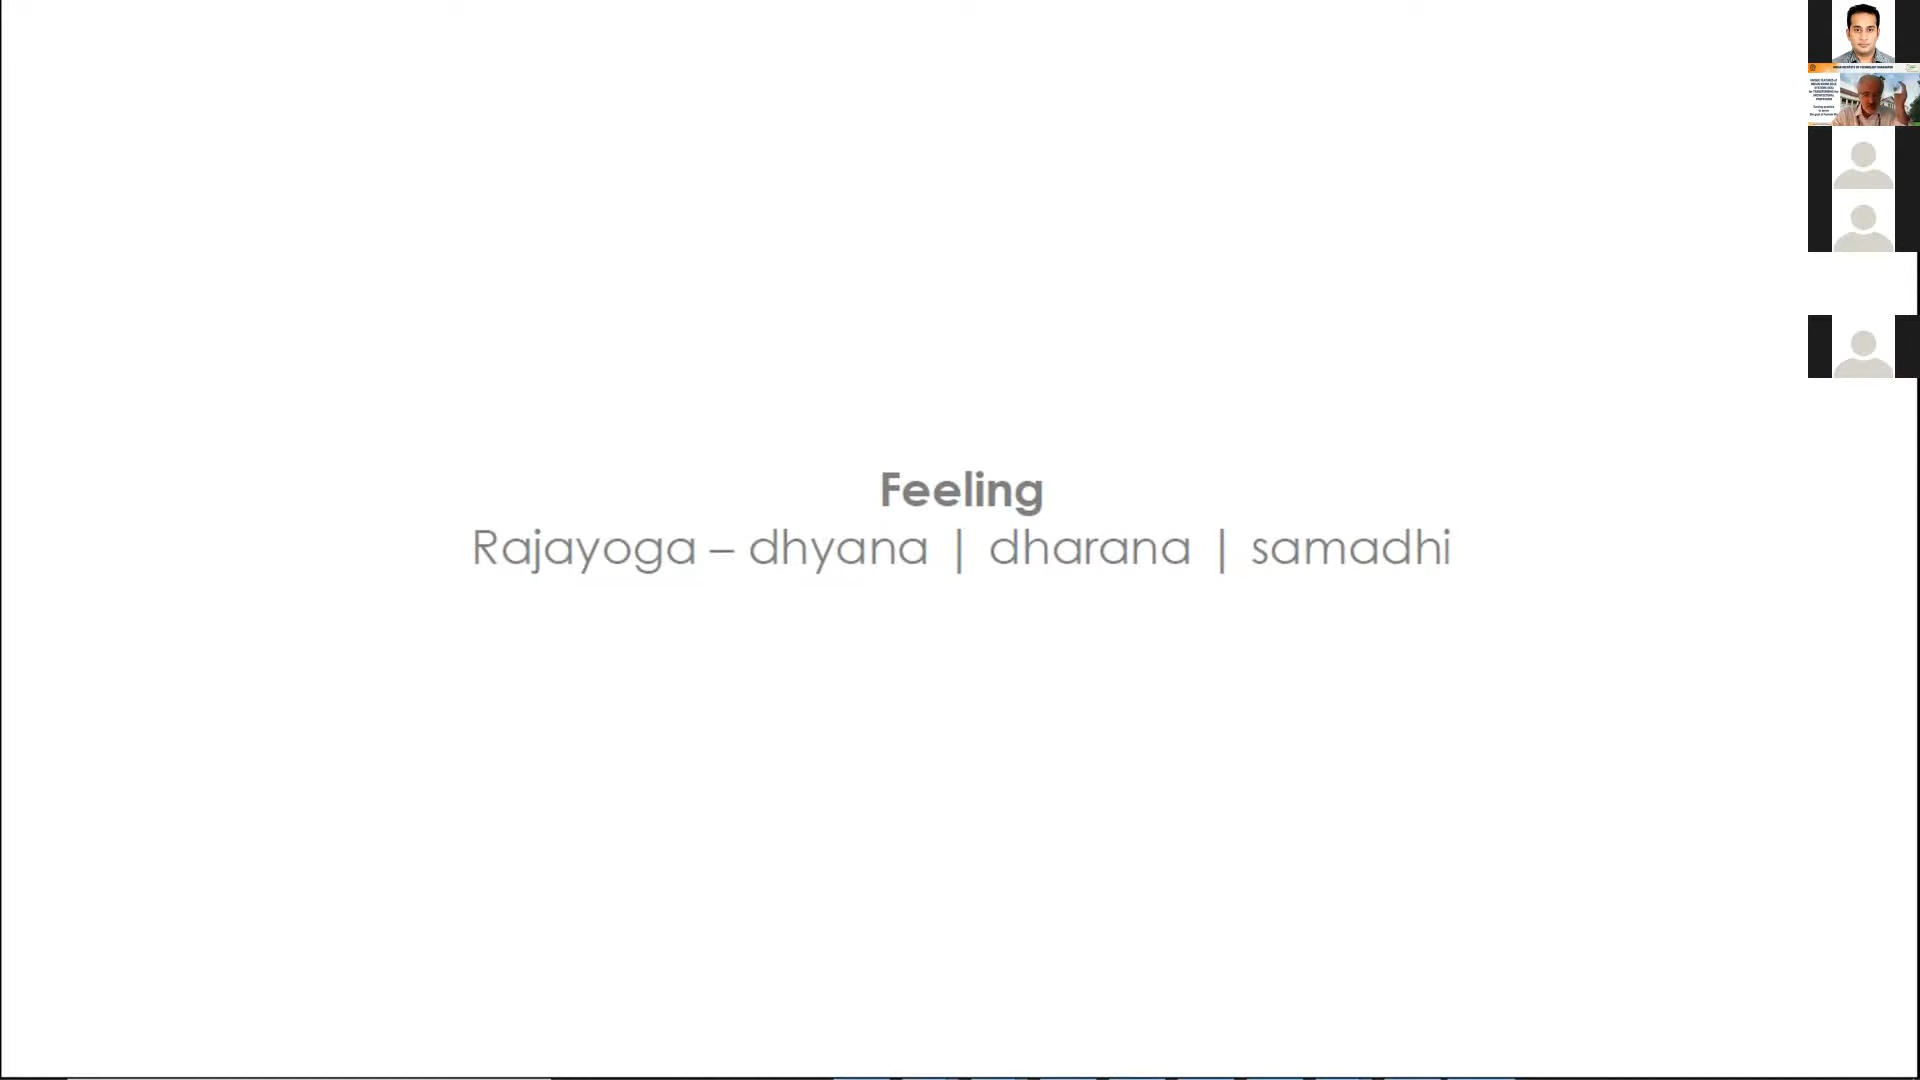 Feeling
Rajayoga – dhyana | dharana | samadhi